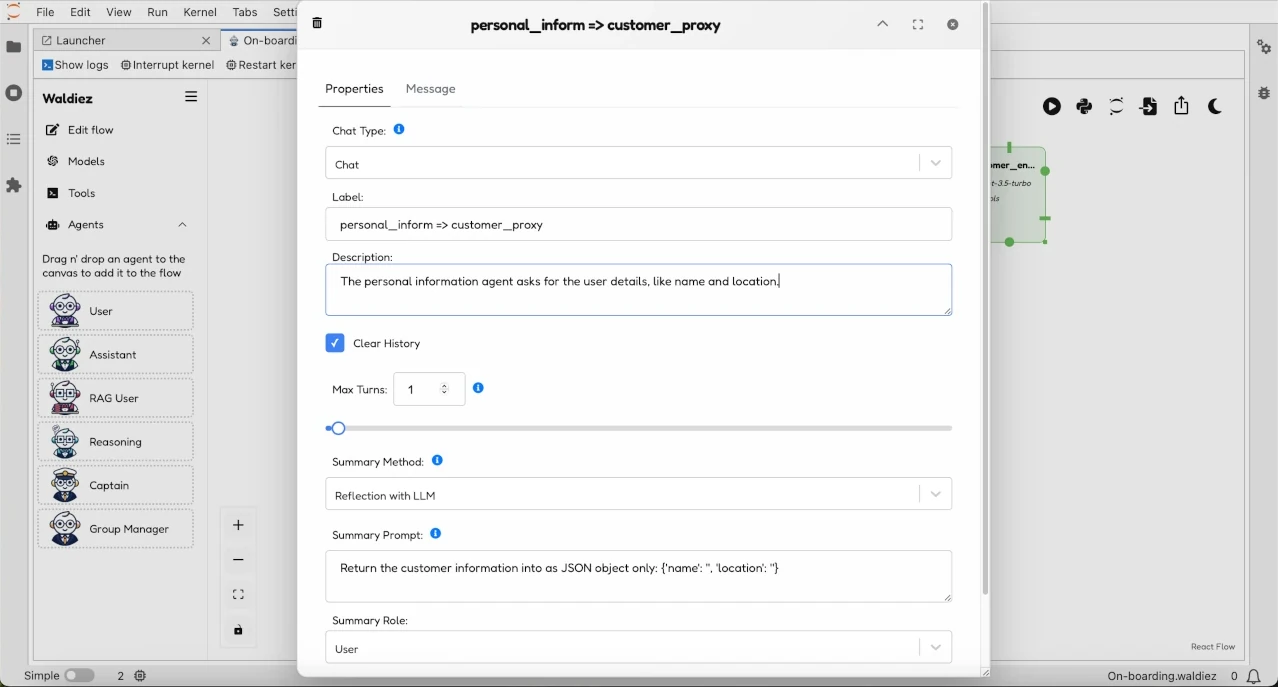 File Edit View Run Kernel Tabs
personal_inform => customer_proxy
Launcher
On-boardi
Show logs Interrupt kernel Restart ker
Waldiez
Edit flow
Models
Tools
Agents
Drag n' drop an agent to the
canvas to add it to the flow
User
Assistant
RAG User
Reasoning
Captain
Group Manager
Properties Message
Chat Type:
Chat
Label:
personal_inform => customer_proxy
Description:
The personal information agent asks for the user details, like name and location.
Clear History
Max Turns: 1
Summary Method:
Reflection with LLM
Summary Prompt:
Return the customer information into as JSON object only: {'name': '', 'location': ''}
Summary Role:
User
mer_en...
t-3.5-turbo
React Flow
Simple 2
On-boarding.waldiez 0